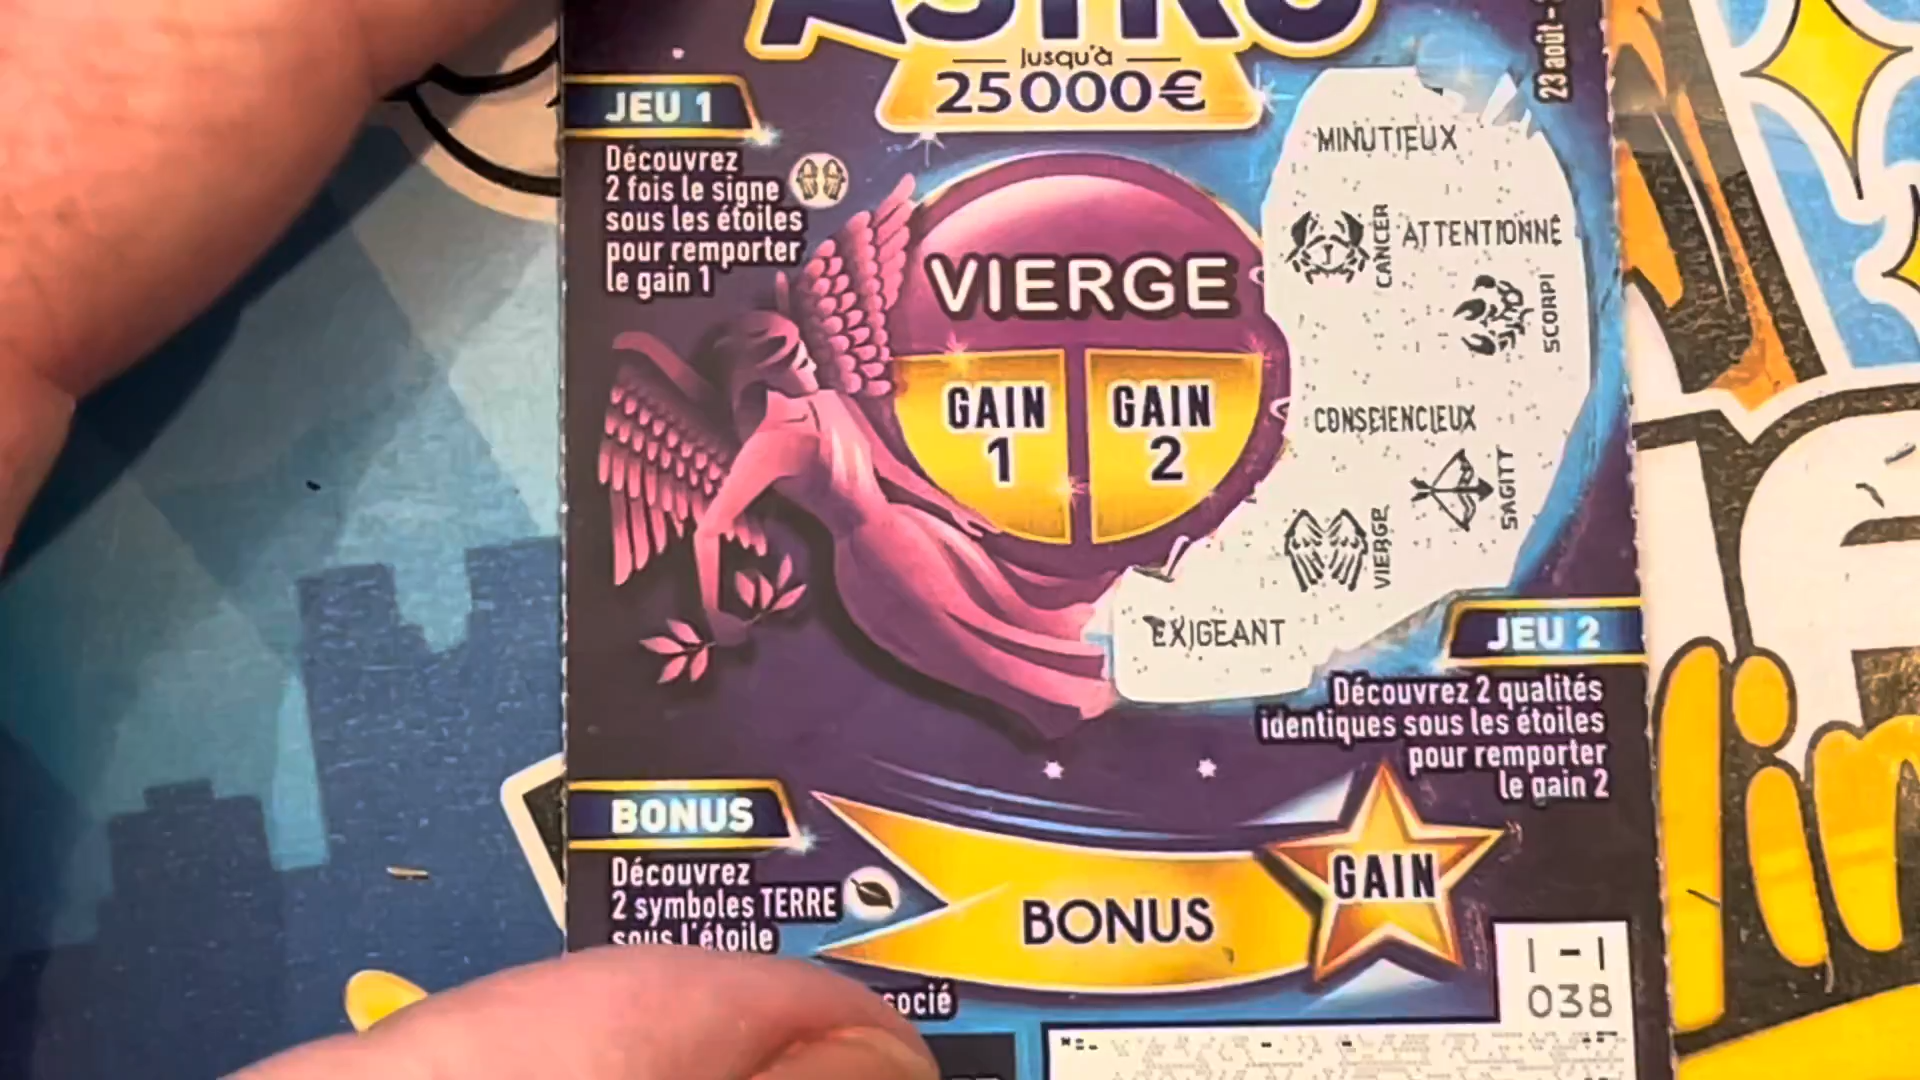 ASTRO
Jusqu'à
25000€
23 août -
JEU 1
Découvrez
2 fois le signe
sous les étoiles
pour remporter
le gain 1
VIERGE
GAIN
1
GAIN
2
MINUTIEUX
CANCER
ATTENTIONNÉ
SCORPI
CONSCIENCIEUX
SAGITT
VIERGE
EXIGEANT
JEU 2
Découvrez 2 qualités
identiques sous les étoiles
pour remporter
le gain 2
BONUS
Découvrez
2 symboles TERRE
sous l'étoile
socié
BONUS
GAIN
1-1
038